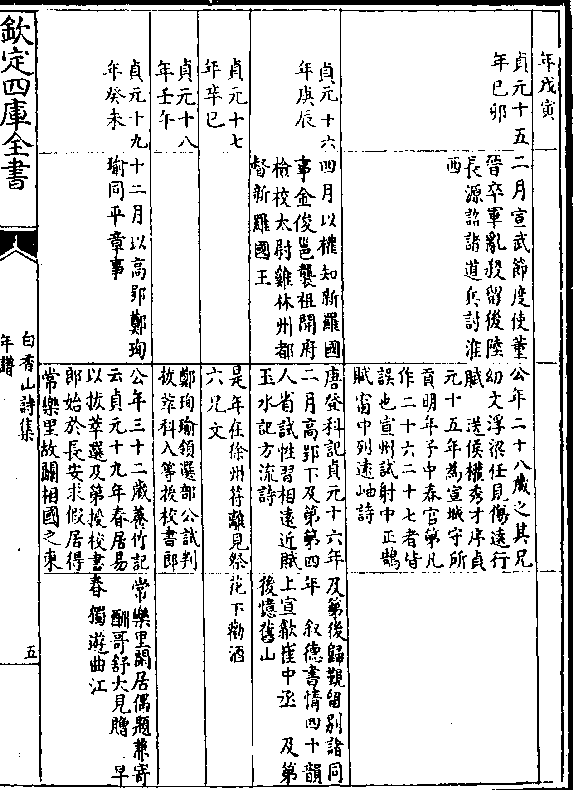 年戊寅
貞元十五
年己卯
二月宣武節度使董
晉卒軍亂殺留後陸
長源詔諸道兵討淮
西
公年二十八歲之其兄
幼文浮梁任見傷遠行
賦 送侯權秀才序貞
元十五年為宣城守所
貢明年予中春官第凡
作二十六二十七者皆
誤也宣州試射中正鵠
賦窻中列遠岫詩
貞元十六
年庚辰
四月以權知新羅國
事金俊邕襲祖開府
檢校太尉雞林州都
督新羅國王
唐登科記貞元十六年
二月高郢下及第第四
人省試性習相遠近賦
玉水記方流詩
及第後歸覲留別諸同
年 叙德書情四十韻
上宣歙崔中丞 及第
後憶舊山
貞元十七
年辛巳
是年在徐州符離見祭
六兄文
花下勸酒
貞元十八
年壬午
鄭珣瑜領選部公試判
拔萃科入等授校書郎
貞元十九
年癸未
十二月以高郢鄭珣
瑜同平章事
公年三十二歲養竹記
云貞元十九年春居易
以拔萃選及第授校書
郎始於長安求假居得
常樂里故關相國之東
常樂里閑居偶題兼寄
酬哥舒大見贈 早
春獨遊曲江
欽定四庫全書
白香山詩集
年譜
五